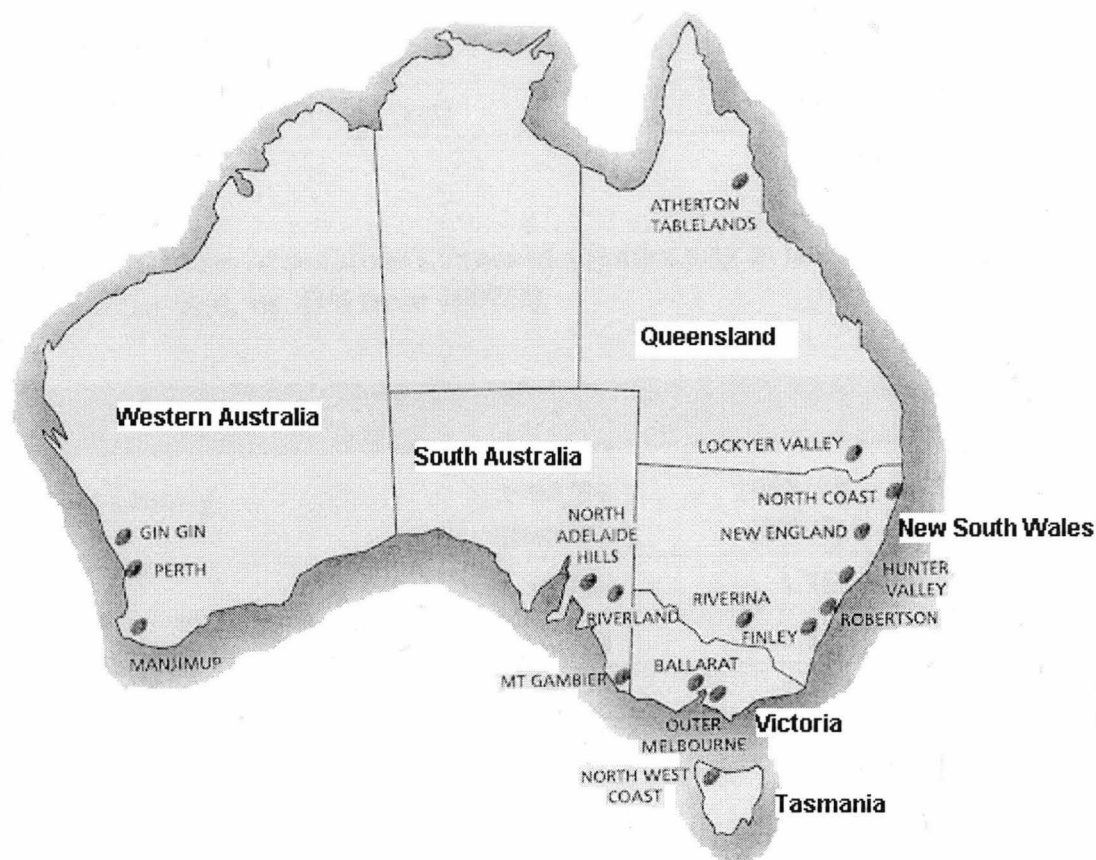 ATHERTON
TABLELANDS
Queensland
Western Australia
South Australia
LOCKYER VALLEY
NORTH COAST
NORTH
ADELAIDE
HILLS
NEW ENGLAND
New South Wales
GIN GIN
PERTH
HUNTER
VALLEY
RIVERLAND
RIVERINA
ROBERTSON
FINLEY
MANJIMUP
MT GAMBIER
BALLARAT
OUTER
MELBOURNE
Victoria
NORTH WEST
COAST
Tasmania